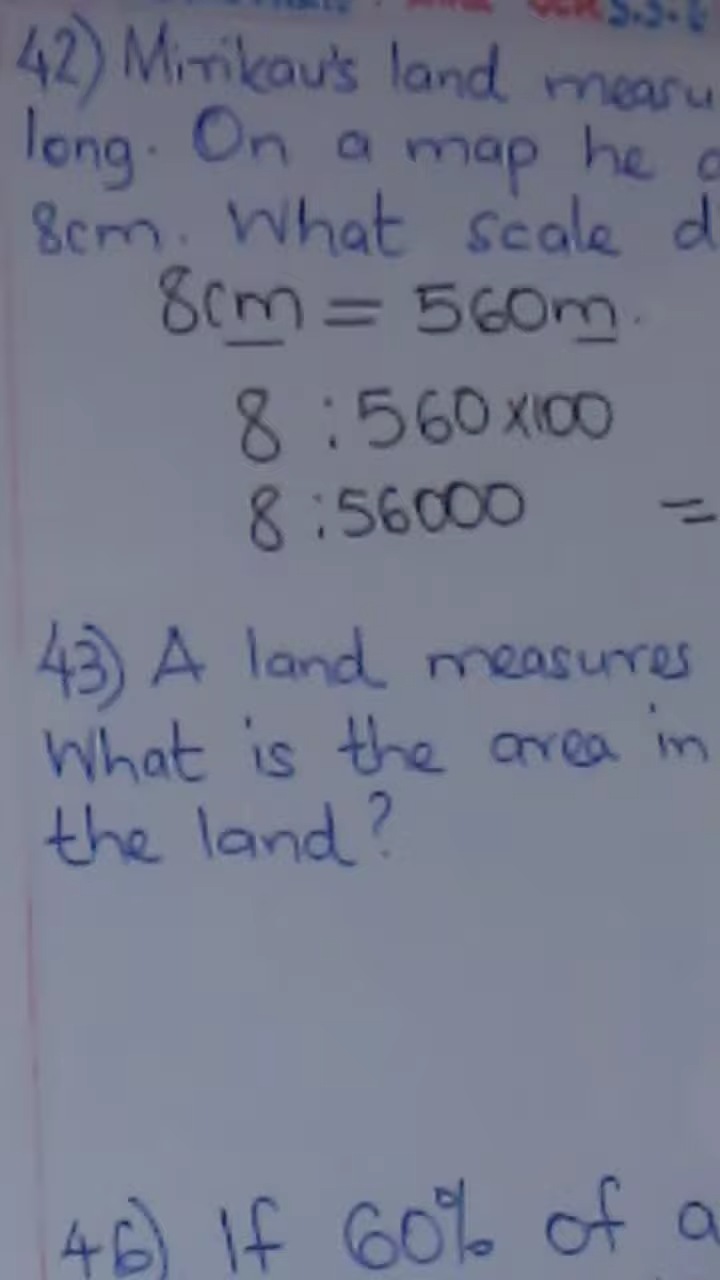 42) Mirikau's land measu
long. On a map he
8cm. What scale d
8cm = 560m.
8 : 560 x100
8 : 56000 =
43) A land measures
What is the area in
the land?
46) If 60% of a